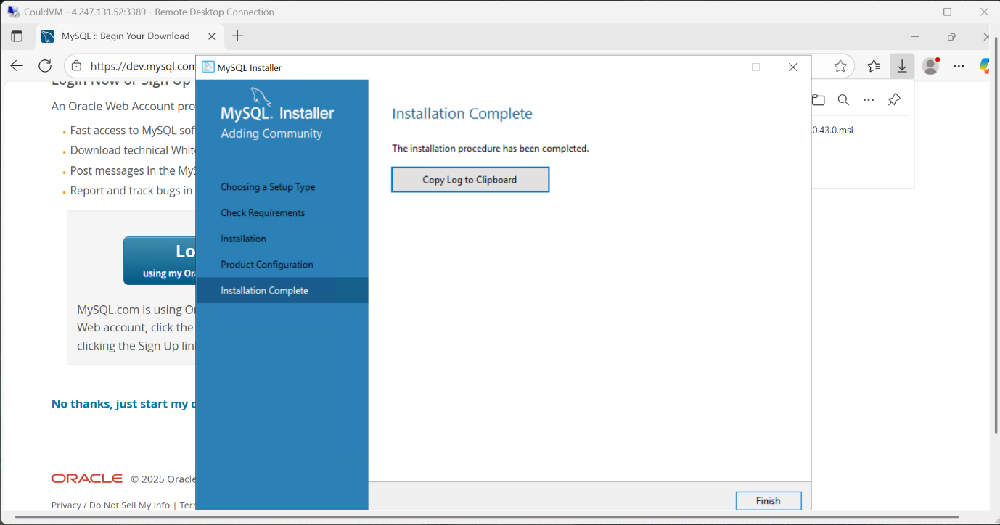 CouldVM - 4.247.131.52:3389 - Remote Desktop Connection
MySQL :: Begin Your Download
https://dev.mysql.com
Login Now or Sign Up
An Oracle Web Account pro
Fast access to MySQL sof
Download technical White
Post messages in the MyS
Report and track bugs in
Lo
using my Ora
MySQL.com is using Or
Web account, click the
clicking the Sign Up lin
No thanks, just start my d
ORACLE © 2025 Oracle
Privacy / Do Not Sell My Info | Term
MySQL Installer
MySQL. Installer
Adding Community
Choosing a Setup Type
Check Requirements
Installation
Product Configuration
Installation Complete
Installation Complete
The installation procedure has been completed.
Copy Log to Clipboard
Finish
.0.43.0.msi